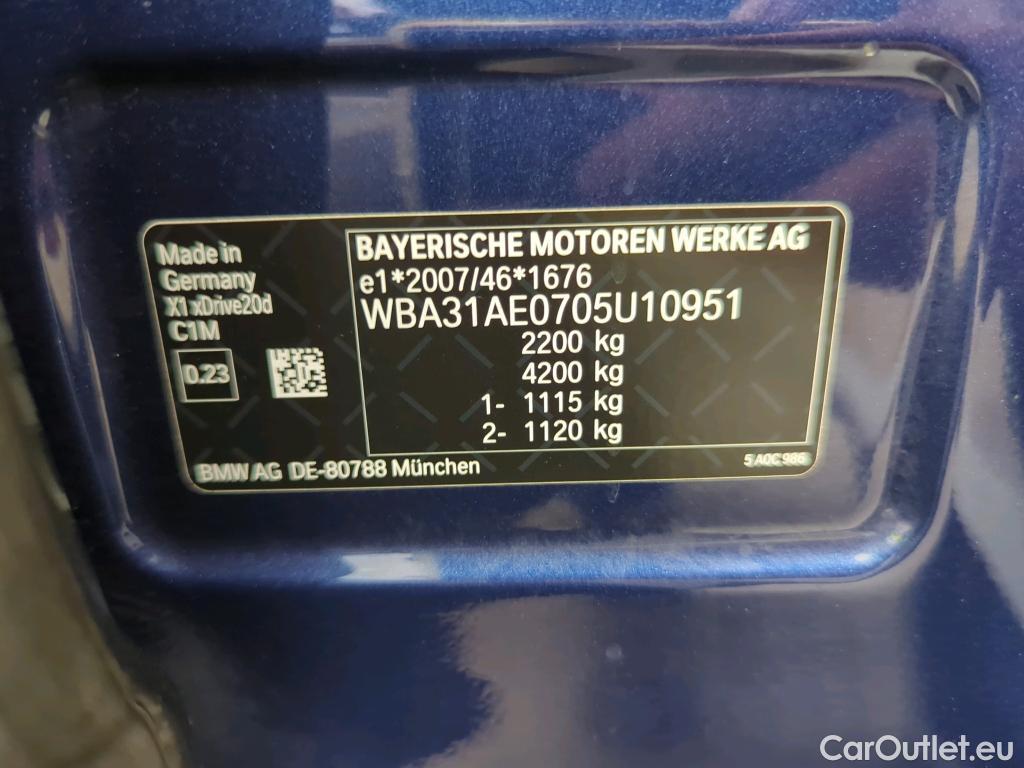 Made in
Germany
X1 xDrive20d
C1M
0.23
BAYERISCHE MOTOREN WERKE AG
e1*2007/46*1676
WBA31AE0705U10951
2200 kg
4200 kg
1- 1115 kg
2- 1120 kg
BMW AG DE-80788 München
5 A0C 986
CarOutlet.eu